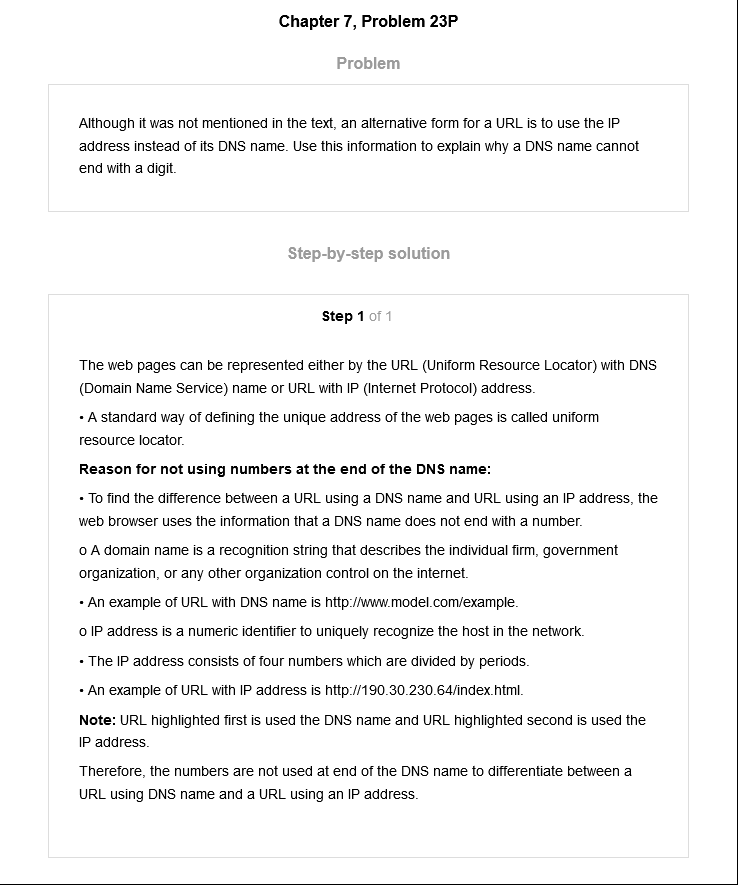 Chapter 7, Problem 23P
Problem
Although it was not mentioned in the text, an alternative form for a URL is to use the IP
address instead of its DNS name. Use this information to explain why a DNS name cannot
end with a digit.
Step-by-step solution
Step 1 of 1
The web pages can be represented either by the URL (Uniform Resource Locator) with DNS
(Domain Name Service) name or URL with IP (Internet Protocol) address.
• A standard way of defining the unique address of the web pages is called uniform
resource locator.
Reason for not using numbers at the end of the DNS name:
• To find the difference between a URL using a DNS name and URL using an IP address, the
web browser uses the information that a DNS name does not end with a number.
o A domain name is a recognition string that describes the individual firm, government
organization, or any other organization control on the internet.
• An example of URL with DNS name is http://www.model.com/example.
o IP address is a numeric identifier to uniquely recognize the host in the network.
• The IP address consists of four numbers which are divided by periods.
• An example of URL with IP address is http://190.30.230.64/index.html.
Note: URL highlighted first is used the DNS name and URL highlighted second is used the
IP address.
Therefore, the numbers are not used at end of the DNS name to differentiate between a
URL using DNS name and a URL using an IP address.